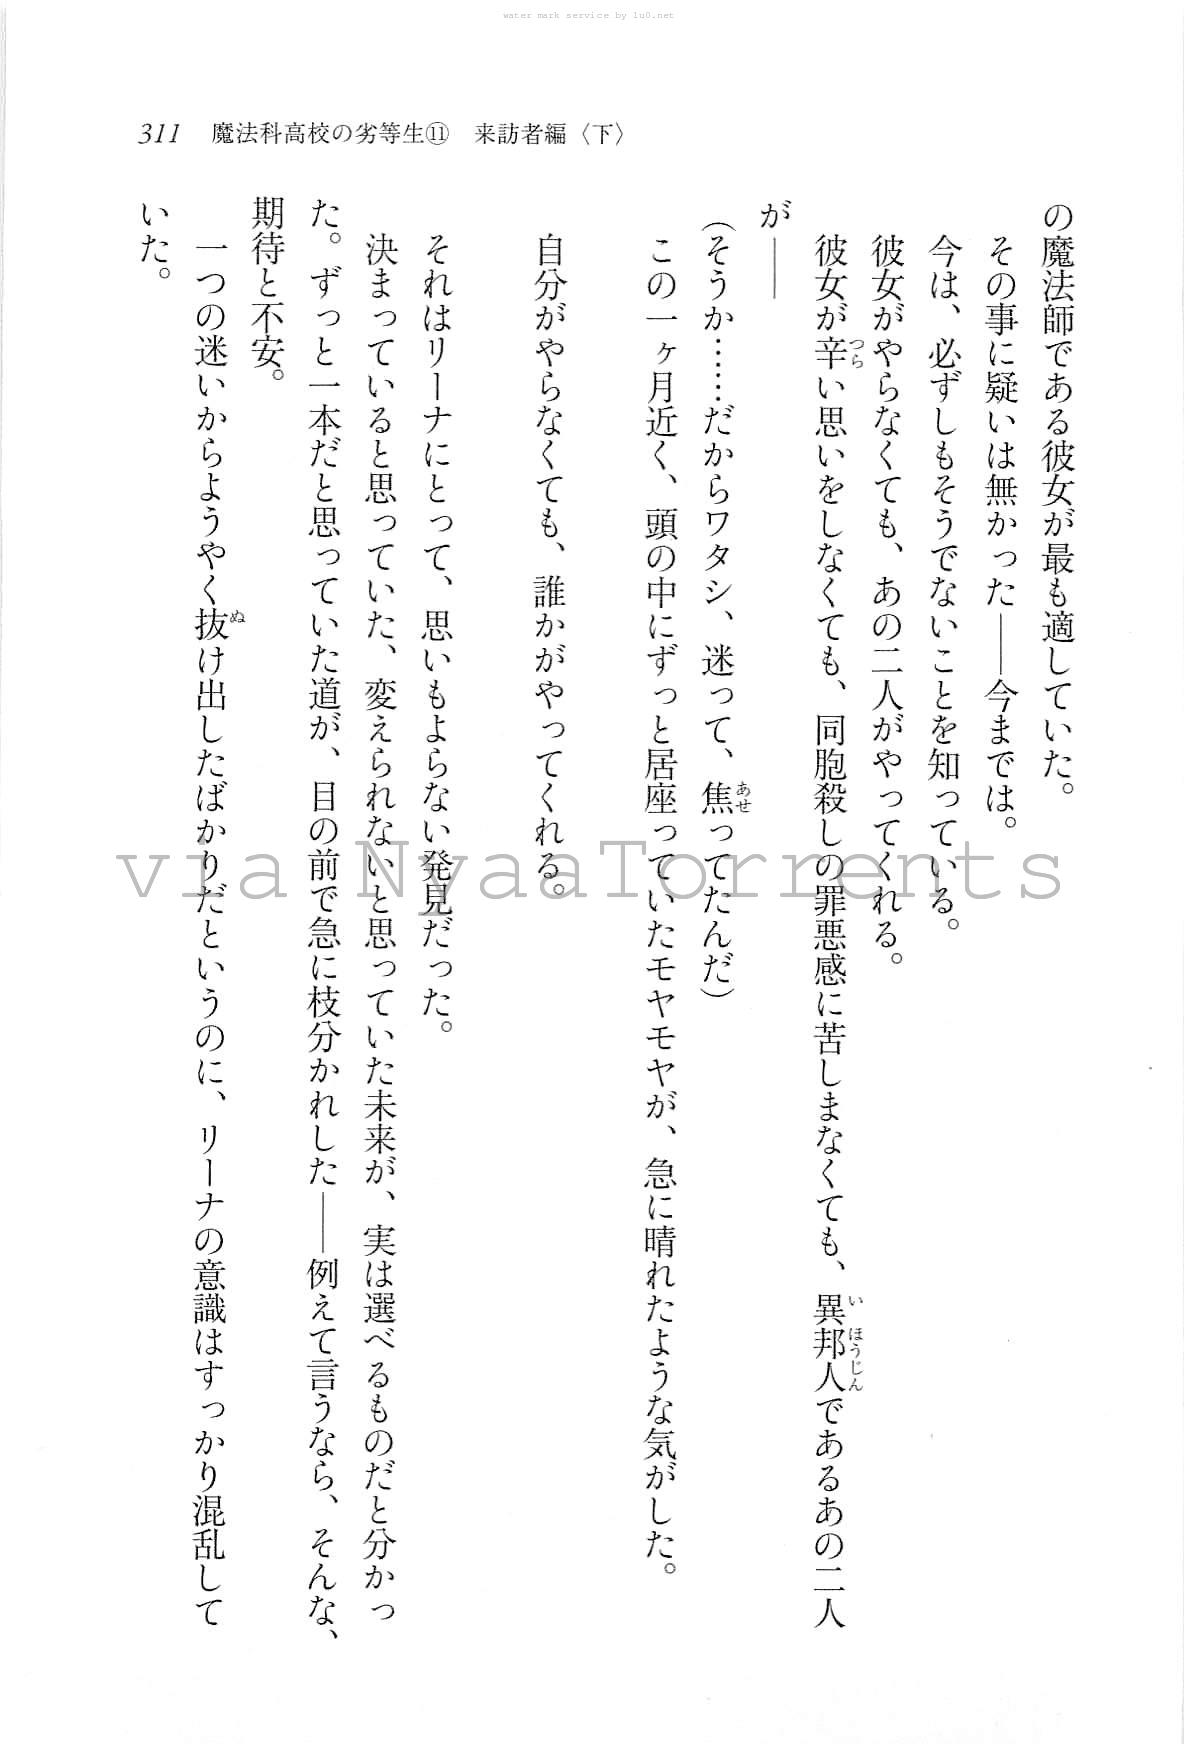 water mark service by lu0.net
311 魔法科高校の劣等生⑪ 来訪者編〈下〉
の魔法師である彼女が最も適していた。
その事に疑いは無かった――今までは。
今は、必ずしもそうでないことを知っている。
彼女がやらなくても、あの二人がやってくれる。
彼女が辛い思いをしなくても、同胞殺しの罪悪感に苦しまなくても、異邦人であるあの二人
つら
い ほうじん
が――
（そうか……だからワタシ、迷って、焦ってたんだ）
あせ
この一ヶ月近く、頭の中にずっと居座っていたモヤモヤが、急に晴れたような気がした。
自分がやらなくても、誰かがやってくれる。
それはリーナにとって、思いもよらない発見だった。
決まっていると思っていた、変えられないと思っていた未来が、実は選べるものだと分かっ
た。ずっと一本だと思っていた道が、目の前で急に枝分かれした――例えて言うなら、そんな、
期待と不安。
一つの迷いからようやく抜け出したばかりだというのに、リーナの意識はすっかり混乱して
ぬ
いた。
via NyaaTorrents